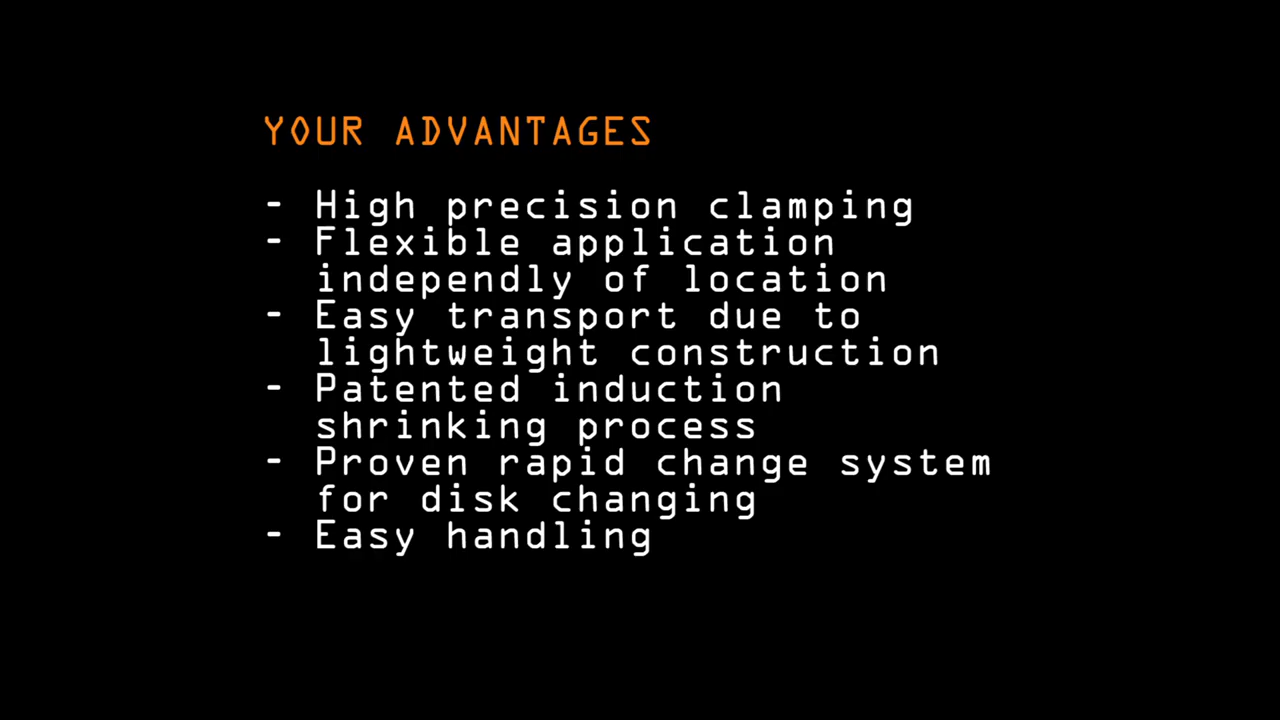 YOUR ADVANTAGES
- High precision clamping
- Flexible application
independly of location
- Easy transport due to
lightweight construction
- Patented induction
shrinking process
- Proven rapid change system
for disk changing
- Easy handling